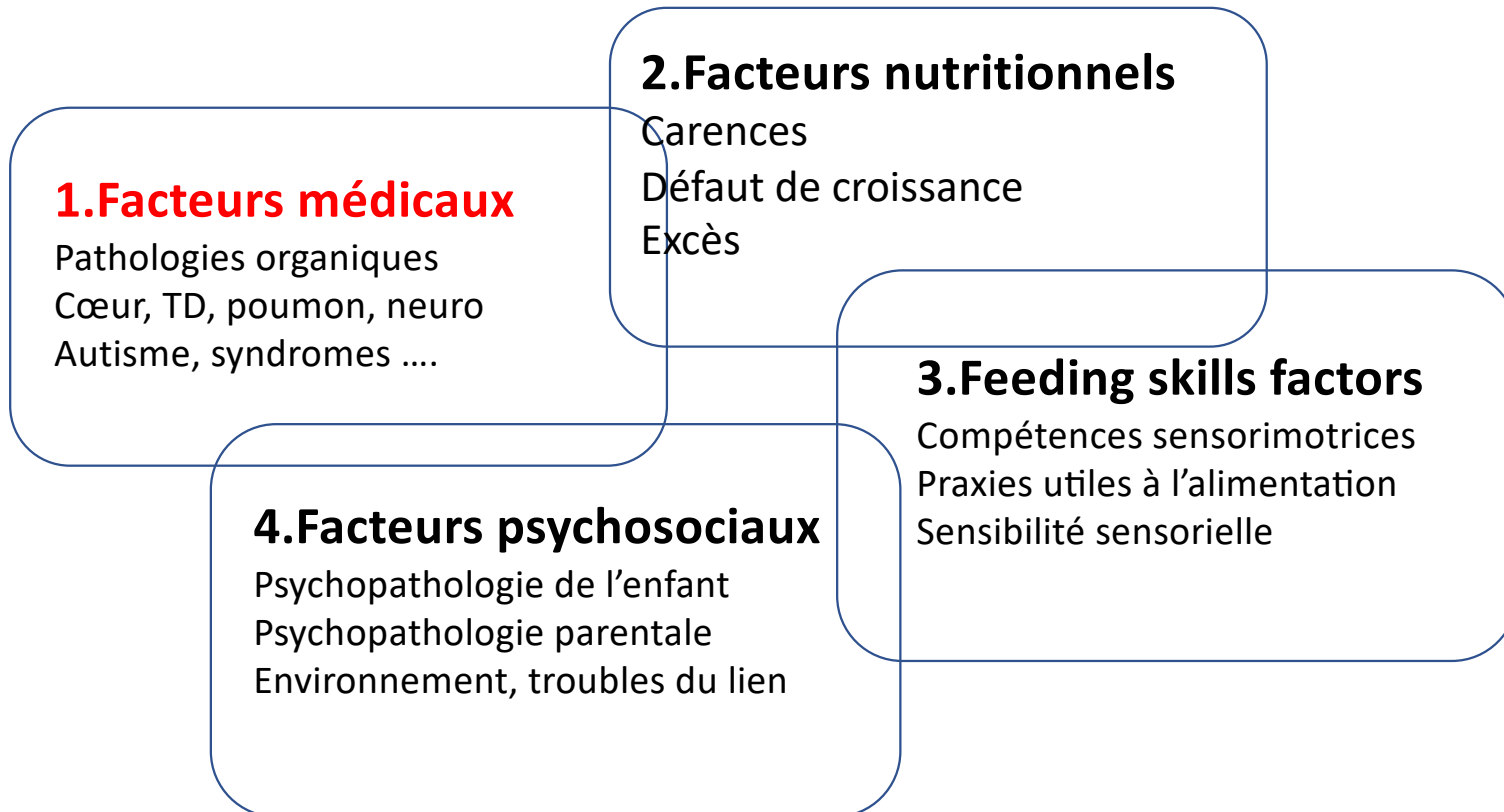 1.Facteurs médicaux
Pathologies organiques
Cœur, TD, poumon, neuro
Autisme, syndromes ....
2.Facteurs nutritionnels
Carences
Défaut de croissance
Excès
3.Feeding skills factors
Compétences sensorimotrices
Praxies utiles à l’alimentation
Sensibilité sensorielle
4.Facteurs psychosociaux
Psychopathologie de l’enfant
Psychopathologie parentale
Environnement, troubles du lien